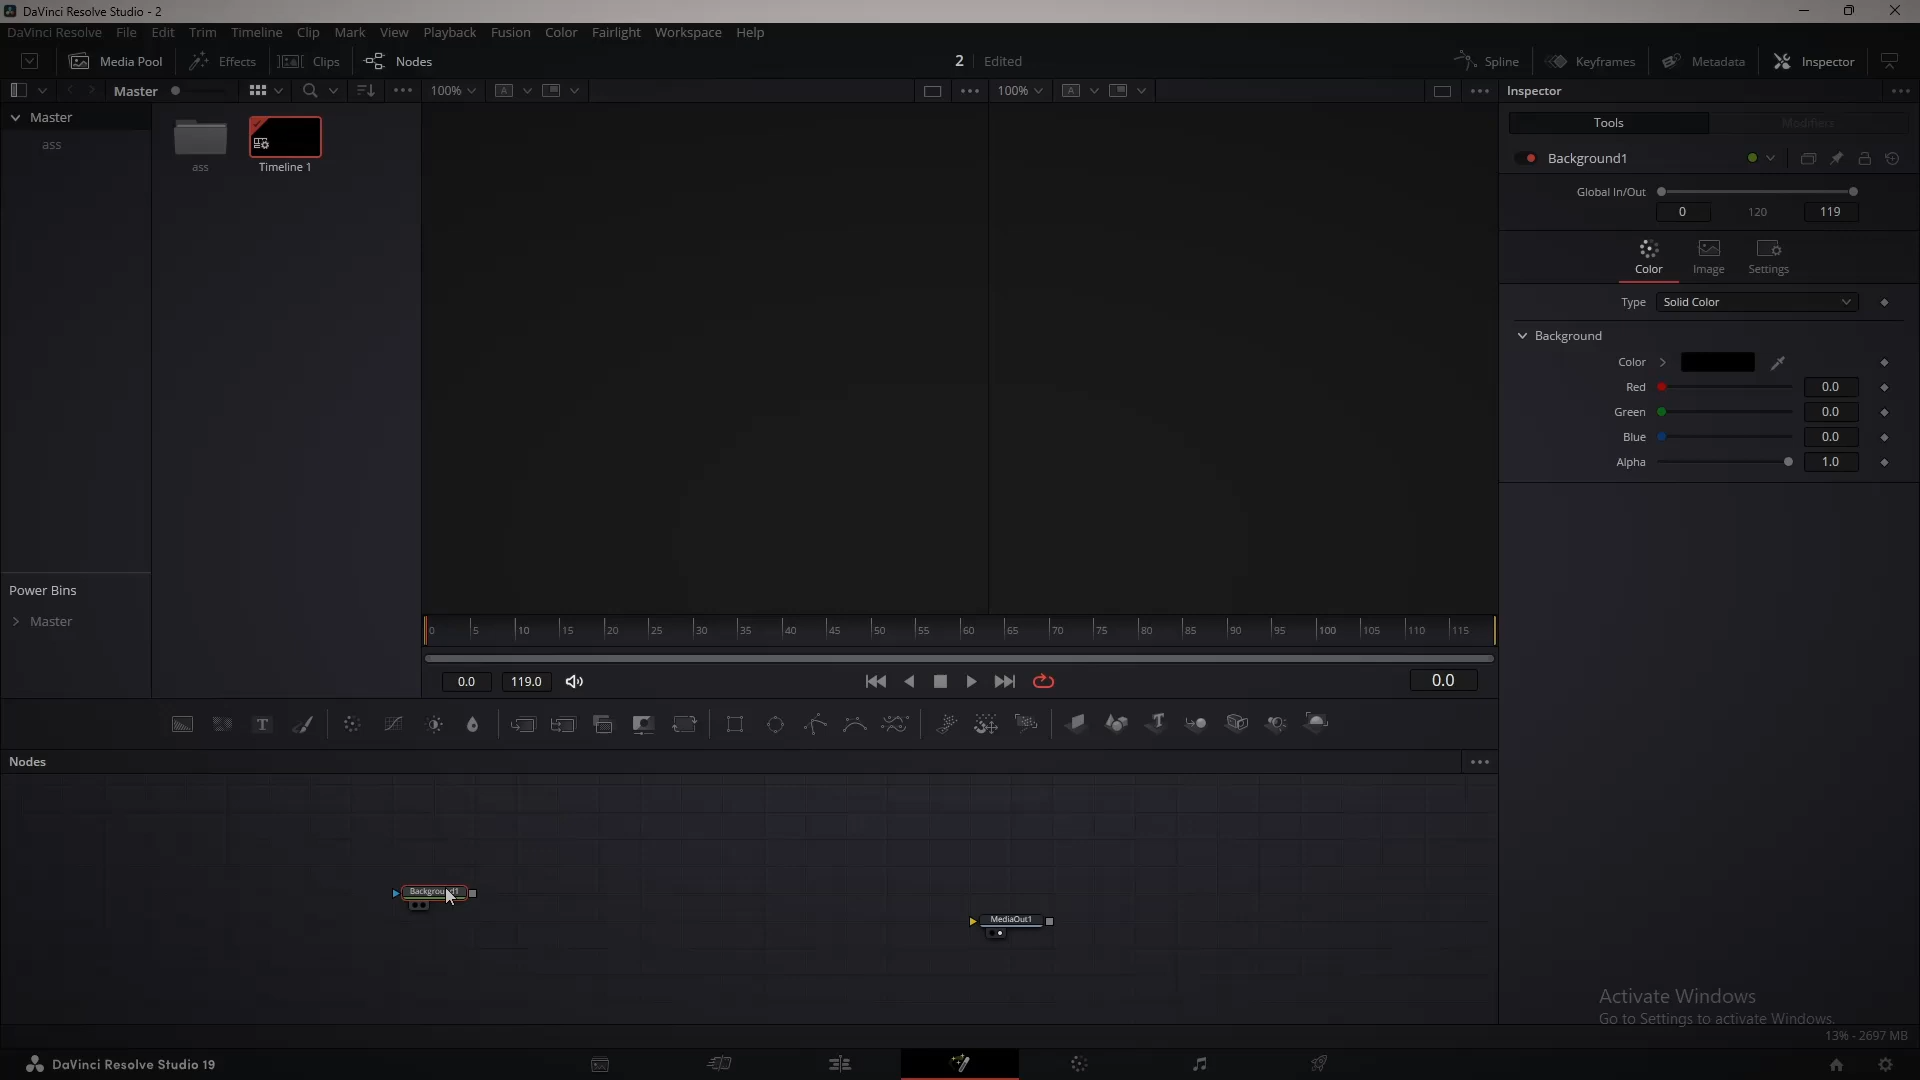 DaVinci Resolve Studio - 2
DaVinci Resolve File Edit Trim Timeline Clip Mark View Playback Fusion Color Fairlight Workspace Help
Media Pool Effects Clips Nodes 2 Edited Spline Keyframes Metadata Inspector
Master 100% A 100% A Inspector
Master
ass
ass
Timeline 1
Tools Modifiers
Background1
Global In/Out
0 120 119
Color Image Settings
Type Solid Color
Background
Color
Red 0.0
Green 0.0
Blue 0.0
Alpha 1.0
Power Bins
Master
0 5 10 15 20 25 30 35 40 45 50 55 60 65 70 75 80 85 90 95 100 105 110 115
0.0 119.0 0.0
T
T
Nodes
Background1
MediaOut1
Activate Windows
Go to Settings to activate Windows.
13% - 2697 MB
DaVinci Resolve Studio 19